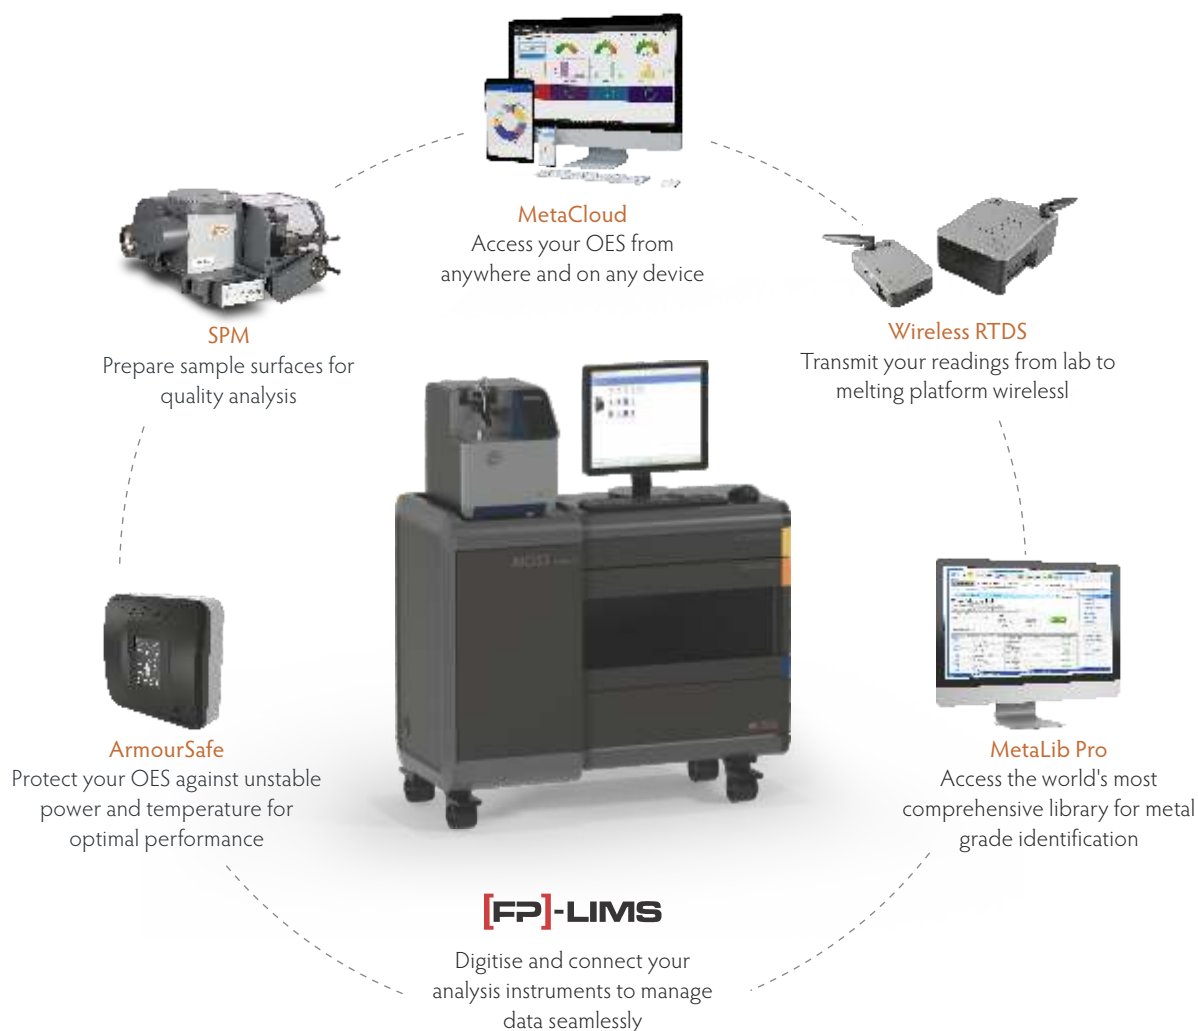 MetaCloud
Access your OES from
anywhere and on any device
SPM
Prepare sample surfaces for
quality analysis
Wireless RTDS
Transmit your readings from lab to
melting platform wirelessl
ArmourSafe
Protect your OES against unstable
power and temperature for
optimal performance
MetaLib Pro
Access the world's most
comprehensive library for metal
grade identification
[FP]-LIMS
Digitise and connect your
analysis instruments to manage
data seamlessly